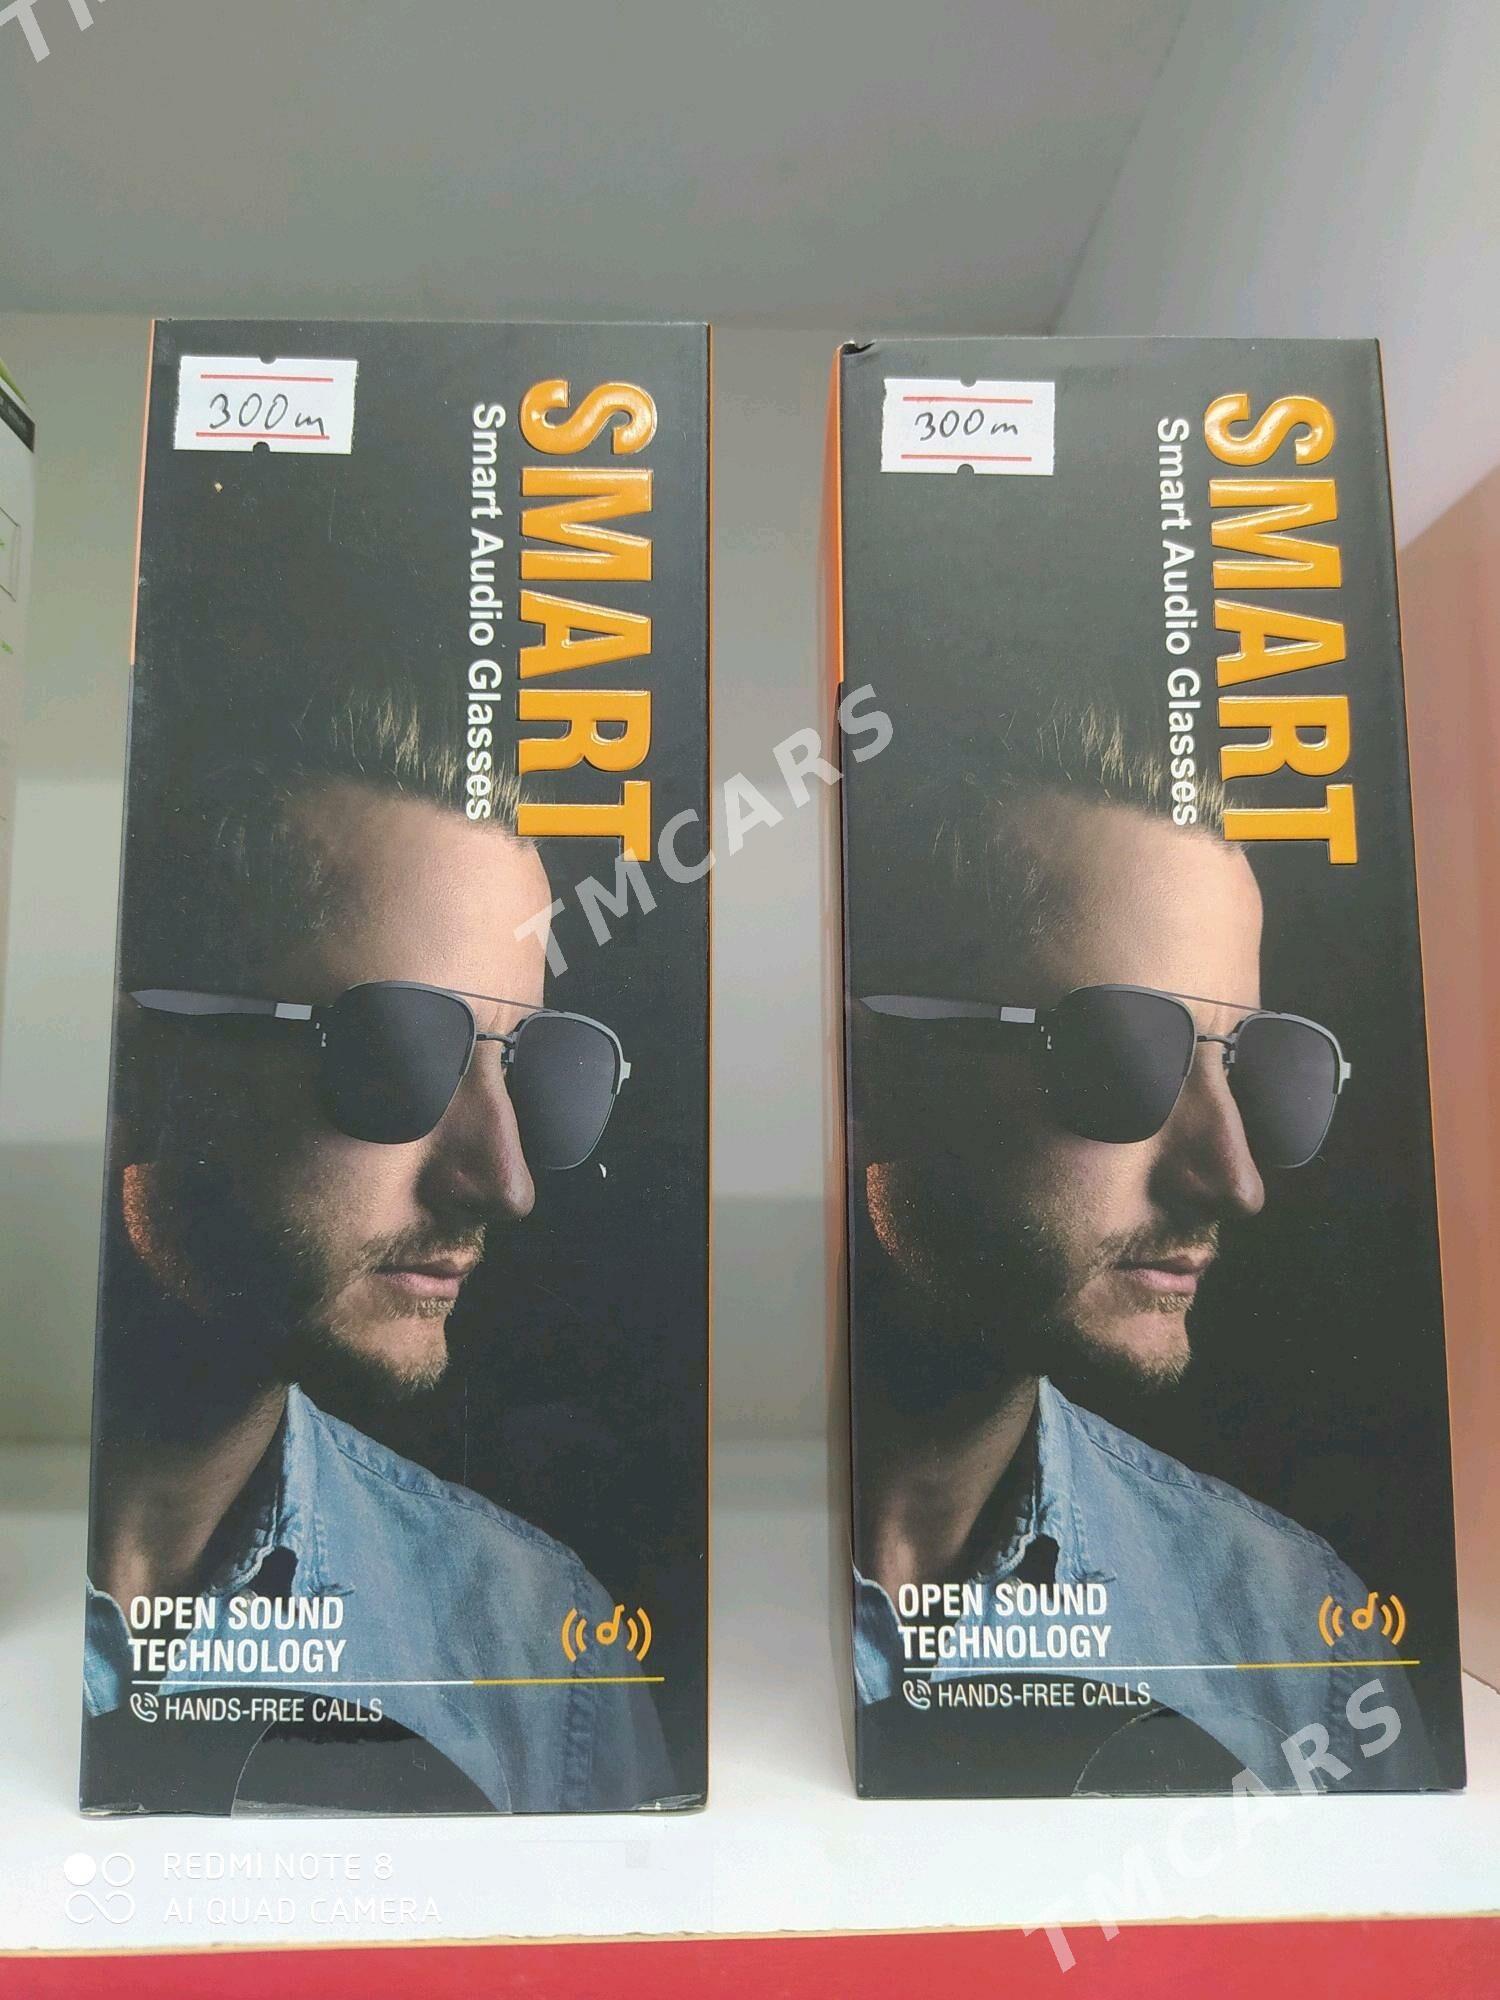 300m
SMART
Smart Audio Glasses
OPEN SOUND
TECHNOLOGY
HANDS-FREE CALLS
300m
SMART
Smart Audio Glasses
OPEN SOUND
TECHNOLOGY
HANDS-FREE CALLS
TMCARS
TMCARS
REDMI NOTE 8
AI QUAD CAMERA